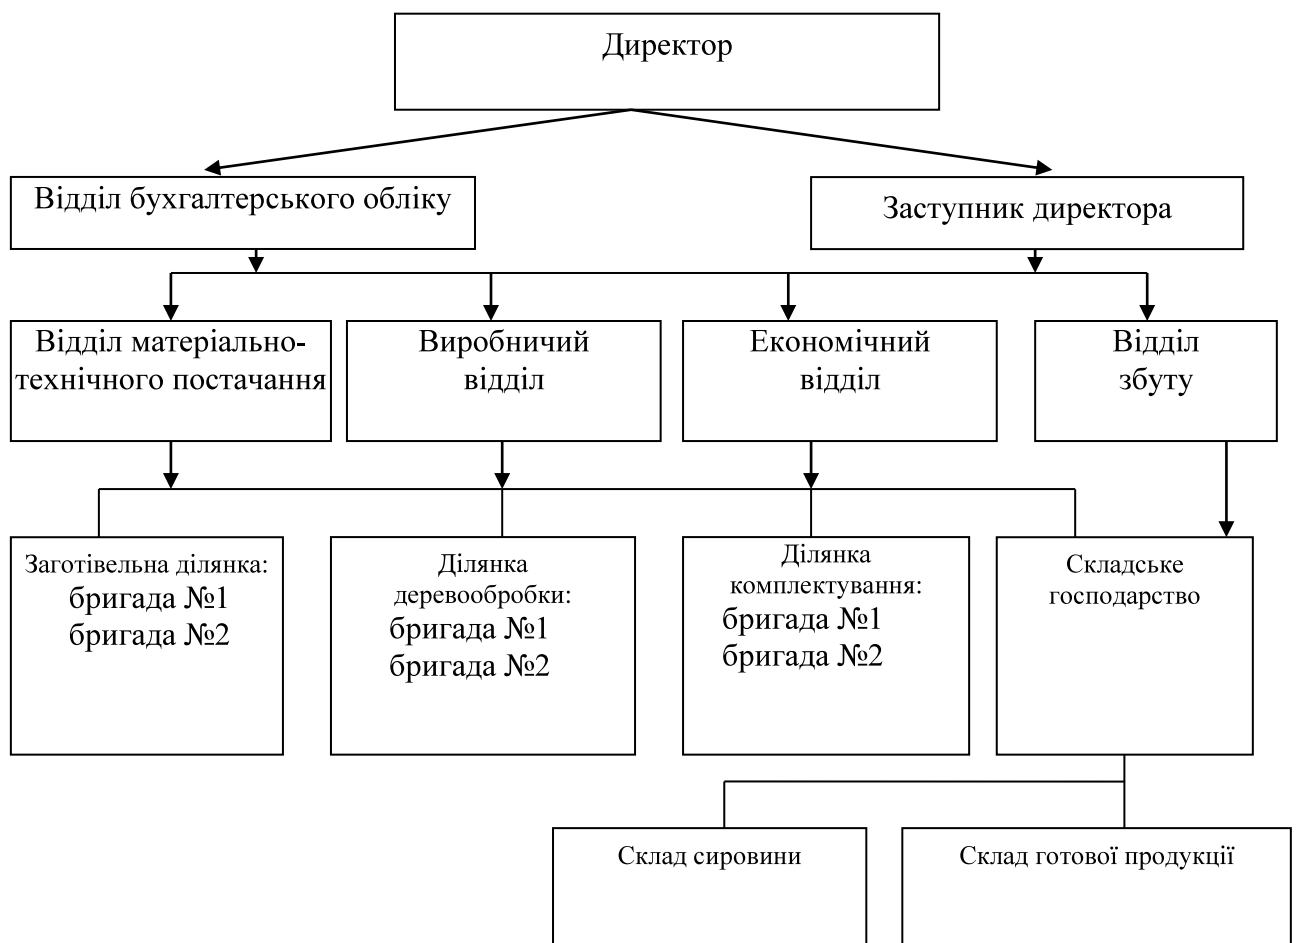 Директор
Відділ бухгалтерського обліку
Заступник директора
Відділ матеріально-
технічного постачання
Виробничий
відділ
Економічний
відділ
Відділ
збуту
Заготівельна ділянка:
бригада №1
бригада №2
Ділянка
деревообробки:
бригада №1
бригада №2
Ділянка
комплектування:
бригада №1
бригада №2
Складське
господарство
Склад сировини
Склад готової продукції